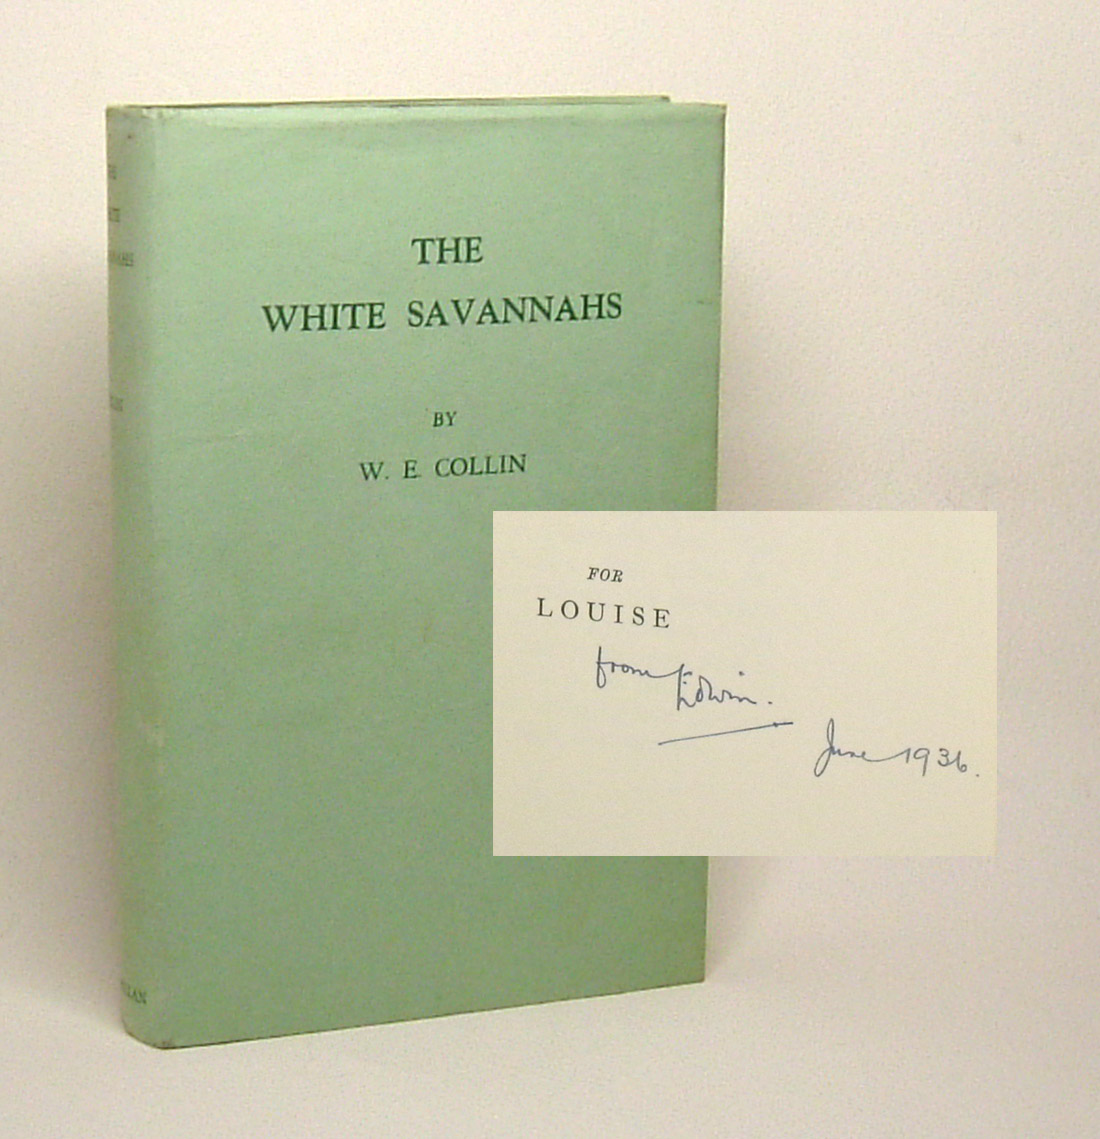 THE
WHITE SAVANNAHS
BY
W. E. COLLIN
FOR
LOUISE
from Edwin.
June 1936.